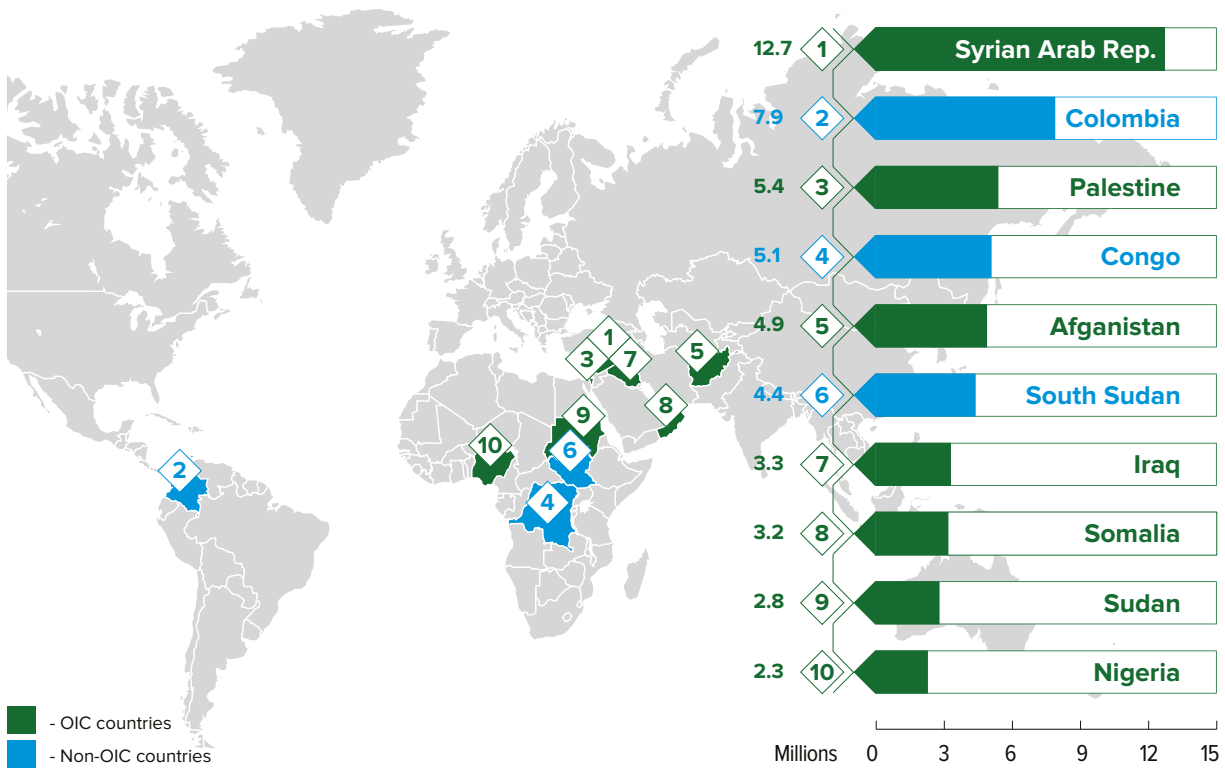 12.7 1 Syrian Arab Rep.
7.9 2 Colombia
5.4 3 Palestine
5.1 4 Congo
4.9 5 Afganistan
4.4 6 South Sudan
3.3 7 Iraq
3.2 8 Somalia
2.8 9 Sudan
2.3 10 Nigeria
1
3 7 5
8
9
10 6
2
4
- OIC countries
- Non-OIC countries
Millions 0 3 6 9 12 15